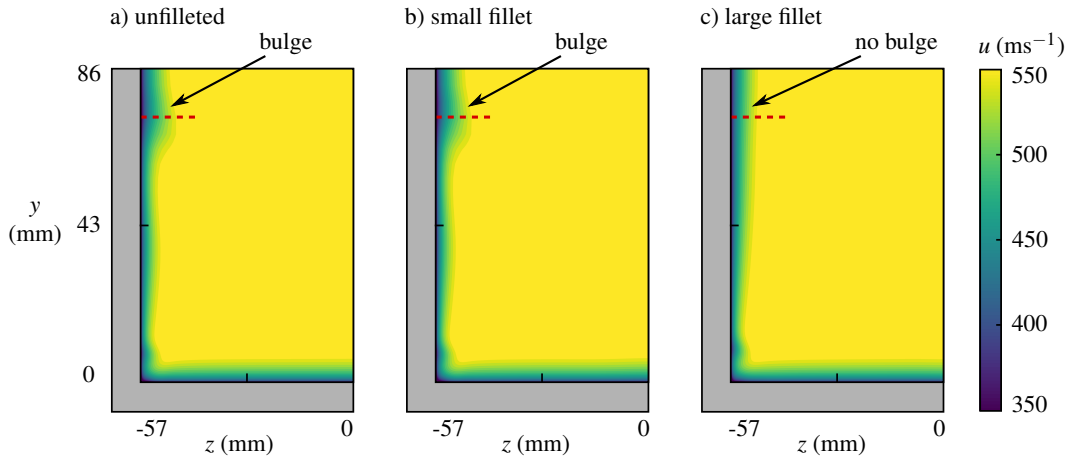 a) unfilleted
b) small fillet
c) large fillet
bulge
bulge
no bulge
u (ms⁻¹)
86
43
0
y
(mm)
-57
0
z (mm)
-57
0
z (mm)
-57
0
z (mm)
550
500
450
400
350